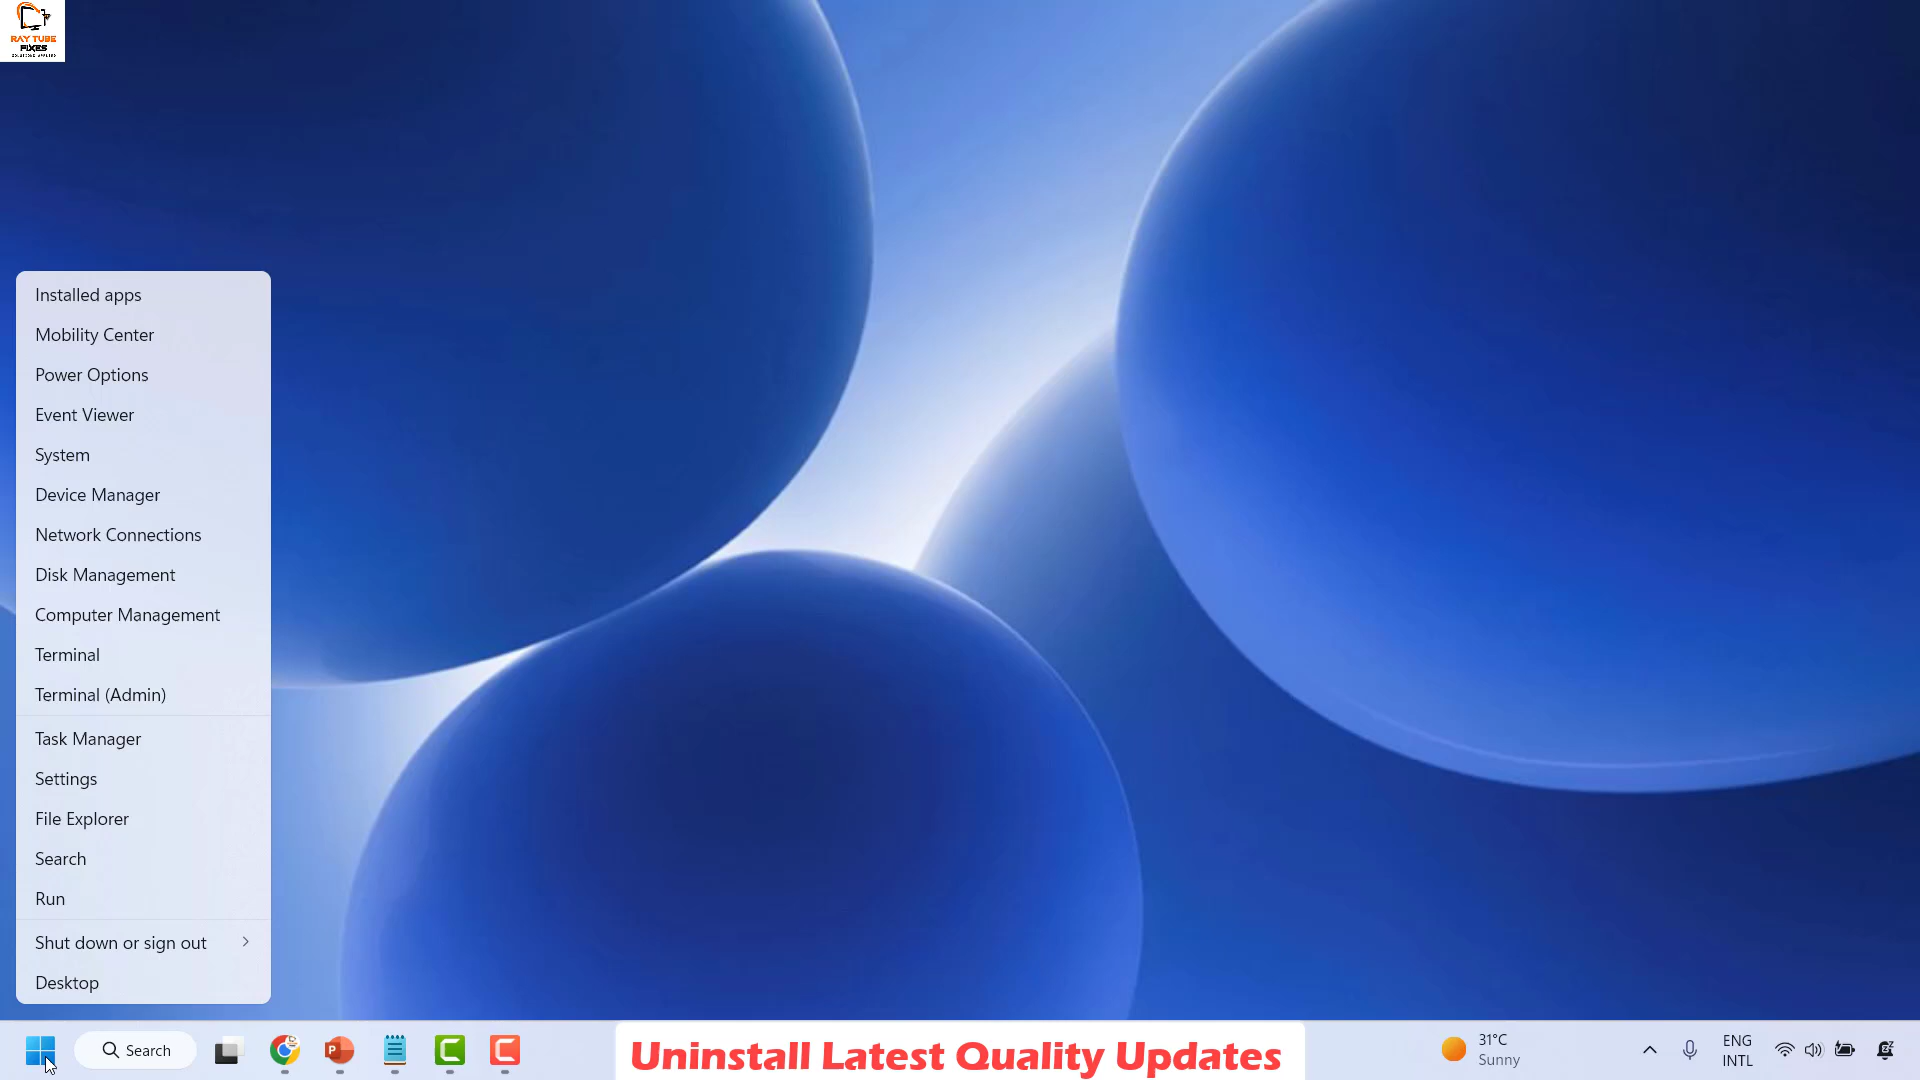 RAY TUBE
FIXES
SOLUTIONS APPLIED
Installed apps
Mobility Center
Power Options
Event Viewer
System
Device Manager
Network Connections
Disk Management
Computer Management
Terminal
Terminal (Admin)
Task Manager
Settings
File Explorer
Search
Run
Shut down or sign out
Desktop
Search
Uninstall Latest Quality Updates
31°C
Sunny
ENG
INTL